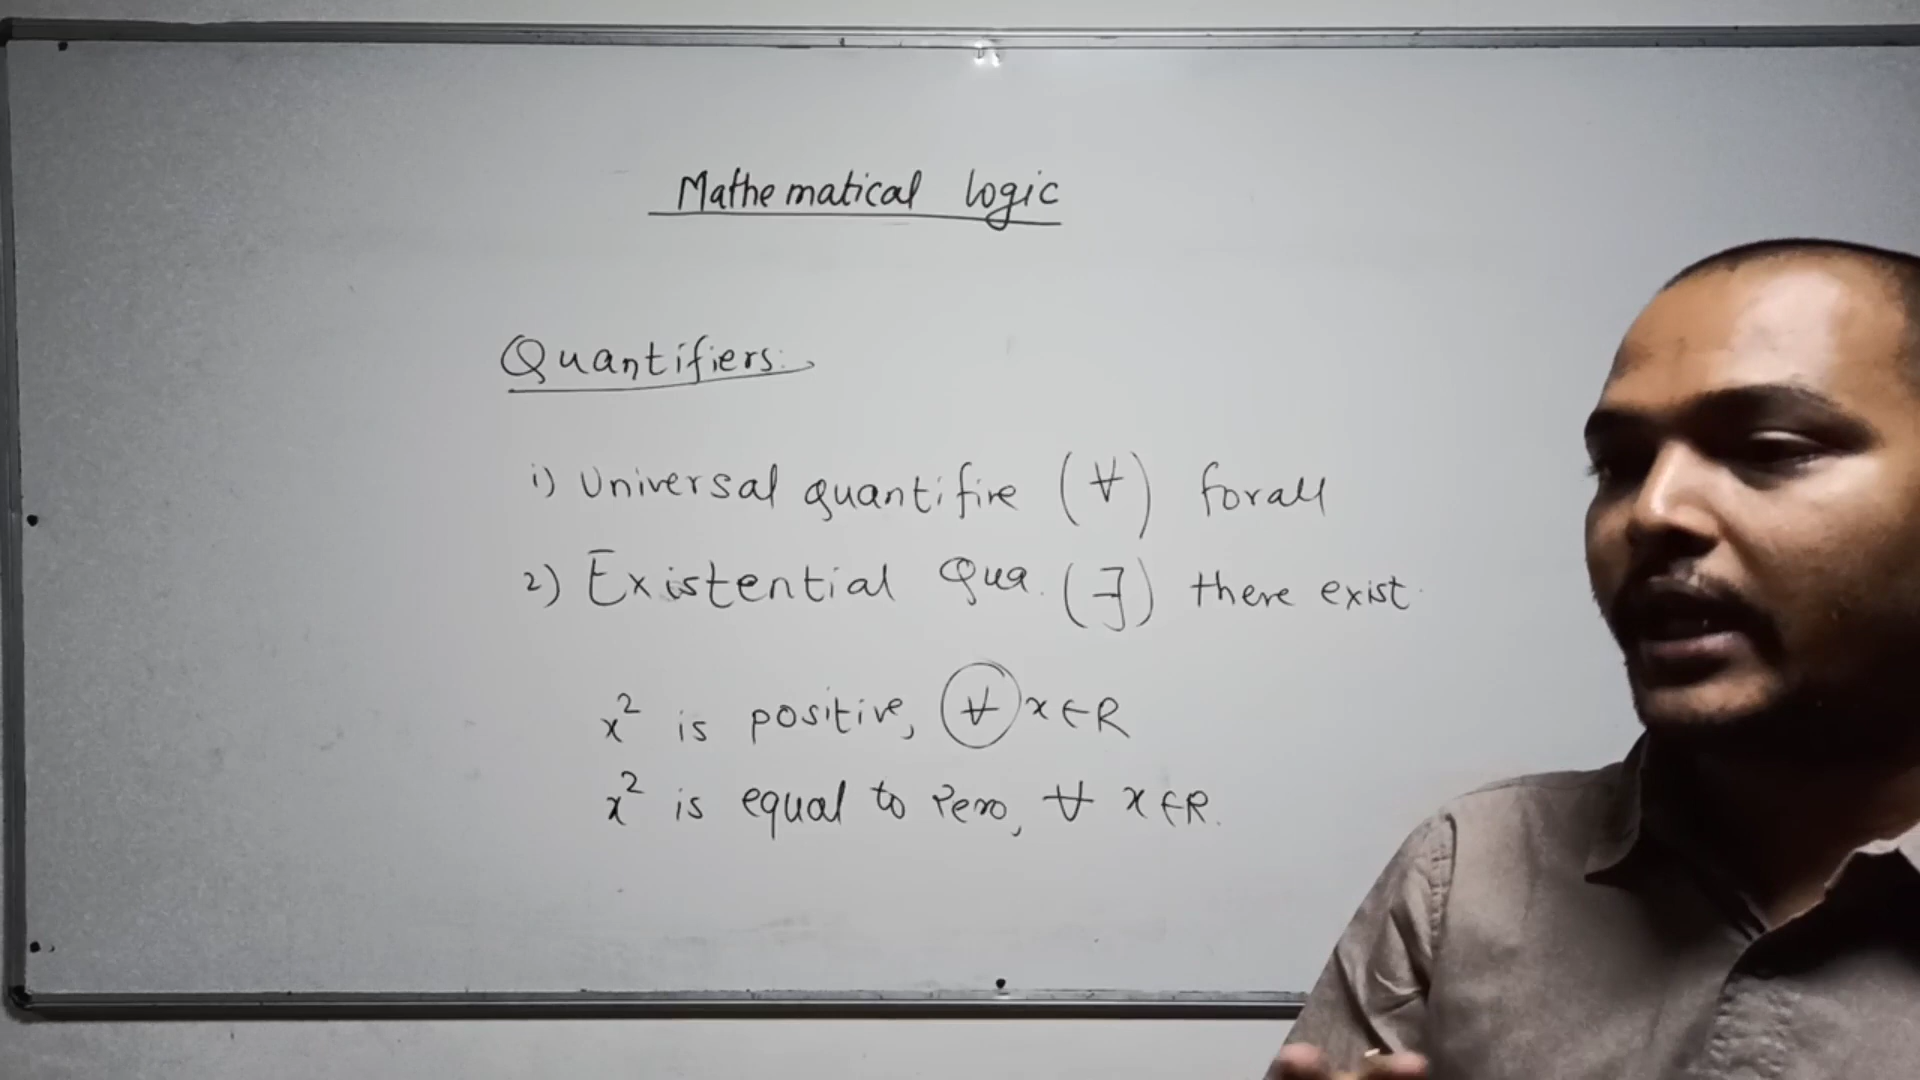 Mathematical logic
Quantifiers:
1) Universal quantifire (∀) forall
2) Existential Qua. (∃) there exist.
x² is positive, ∀ x ∈ R
x² is equal to Zero, ∀ x ∈ R.